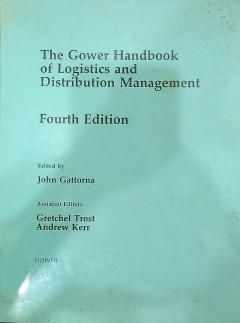 The Gower Handbook
of Logistics and
Distribution Management
Fourth Edition
Edited by
John Gattorna
Assistant Editors
Gretchel Trost
Andrew Kerr
GOWER